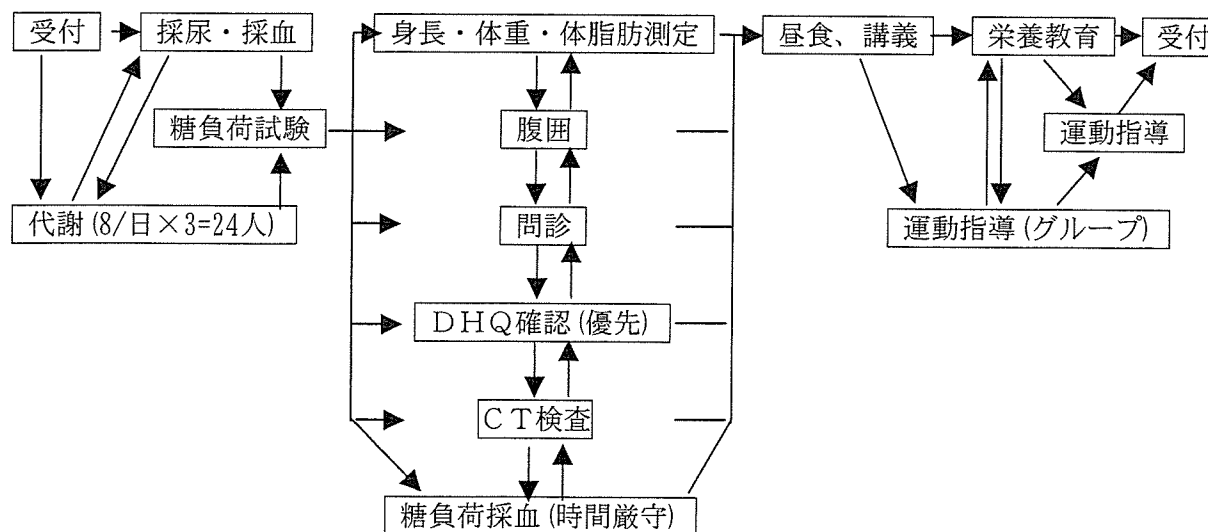 受付
採尿・採血
身長・体重・体脂肪測定
昼食、講義
栄養教育
受付
糖負荷試験
腹囲
運動指導
代謝(8/日×3=24人)
問診
運動指導(グループ)
DHQ確認(優先)
CT検査
糖負荷採血(時間厳守)